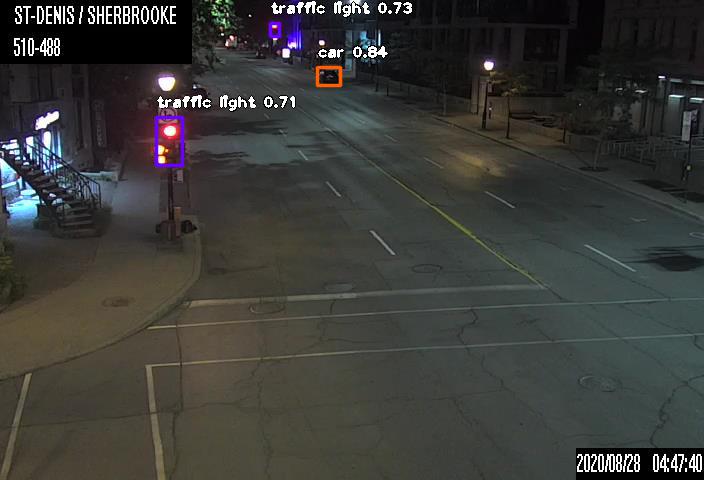 traffic light 0.73
ST-DENIS / SHERBROOKE
510-488
car 0.84
traffic light 0.71
2020/08/28 04:47:40